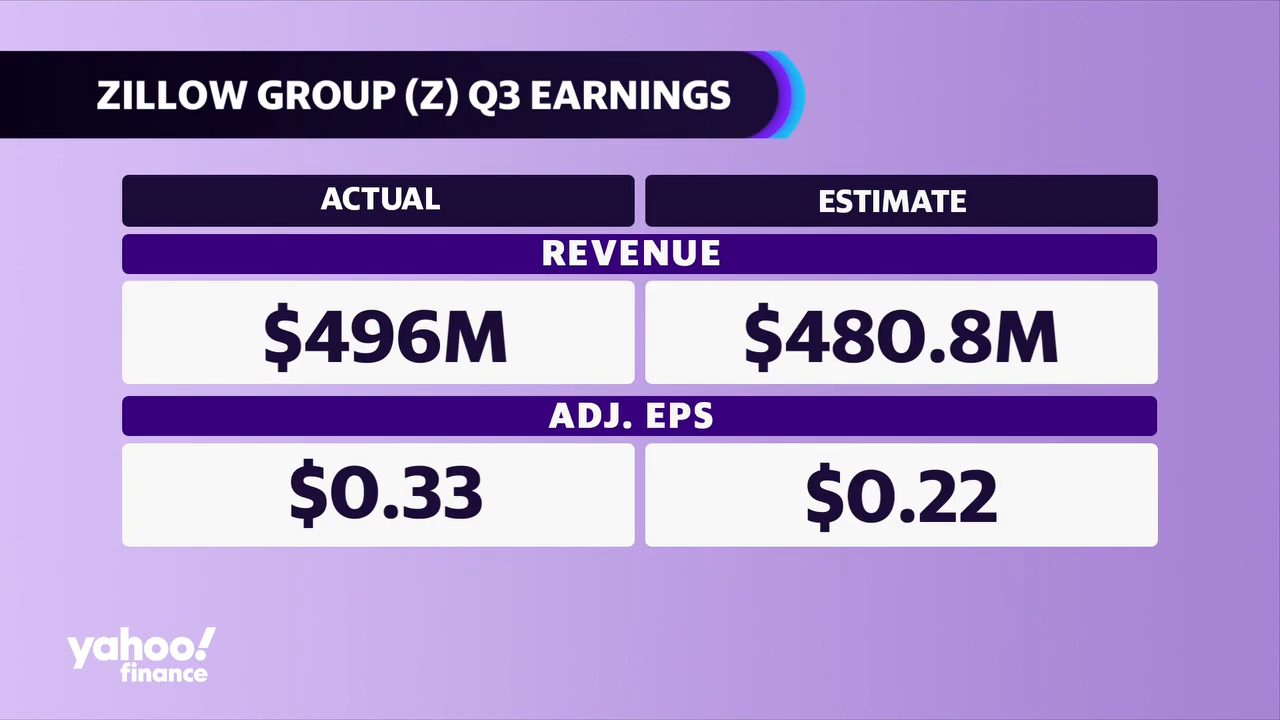 ZILLOW GROUP (Z) Q3 EARNINGS
ACTUAL
ESTIMATE
REVENUE
$496M
$480.8M
ADJ. EPS
$0.33
$0.22
yahoo!
finance